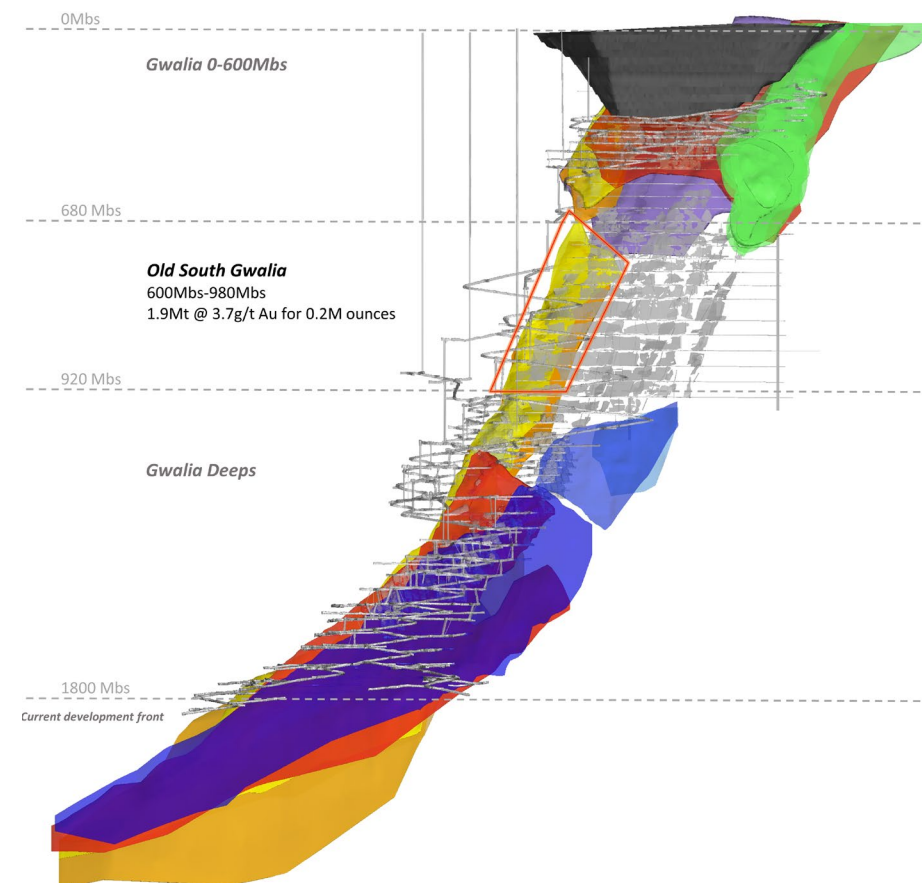 0Mbs
Gwalia 0-600Mbs
680 Mbs
Old South Gwalia
600Mbs-980Mbs
1.9Mt @ 3.7g/t Au for 0.2M ounces
920 Mbs
Gwalia Deeps
1800 Mbs
Current development front